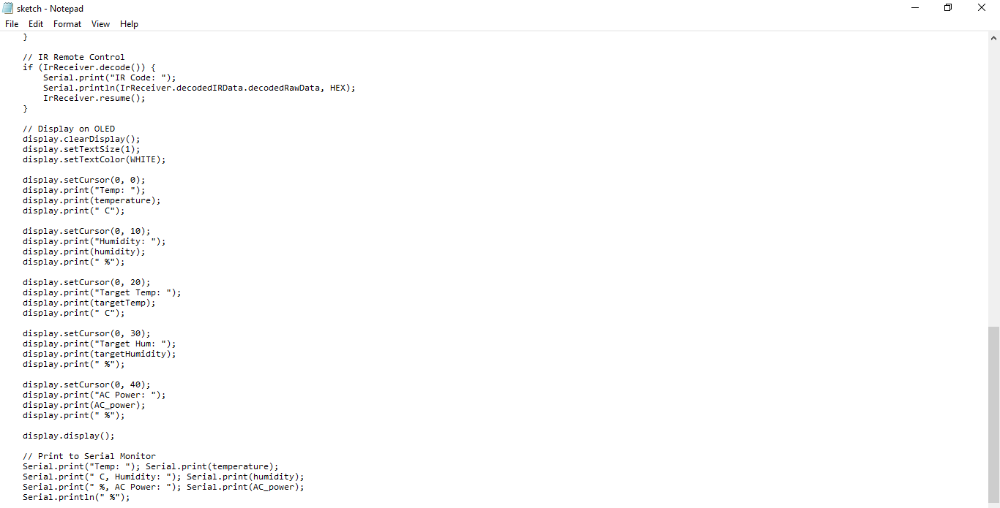 sketch - Notepad
File Edit Format View Help
}
// IR Remote Control
if (IrReceiver.decode()) {
Serial.print("IR Code: ");
Serial.println(IrReceiver.decodedIRData.decodedRawData, HEX);
IrReceiver.resume();
}
// Display on OLED
display.clearDisplay();
display.setTextSize(1);
display.setTextColor(WHITE);
display.setCursor(0, 0);
display.print("Temp: ");
display.print(temperature);
display.print(" C");
display.setCursor(0, 10);
display.print("Humidity: ");
display.print(humidity);
display.print(" %");
display.setCursor(0, 20);
display.print("Target Temp: ");
display.print(targetTemp);
display.print(" C");
display.setCursor(0, 30);
display.print("Target Hum: ");
display.print(targetHumidity);
display.print(" %");
display.setCursor(0, 40);
display.print("AC Power: ");
display.print(AC_power);
display.print(" %");
display.display();
// Print to Serial Monitor
Serial.print("Temp: "); Serial.print(temperature);
Serial.print(" C, Humidity: "); Serial.print(humidity);
Serial.print(" %, AC Power: "); Serial.print(AC_power);
Serial.println(" %");